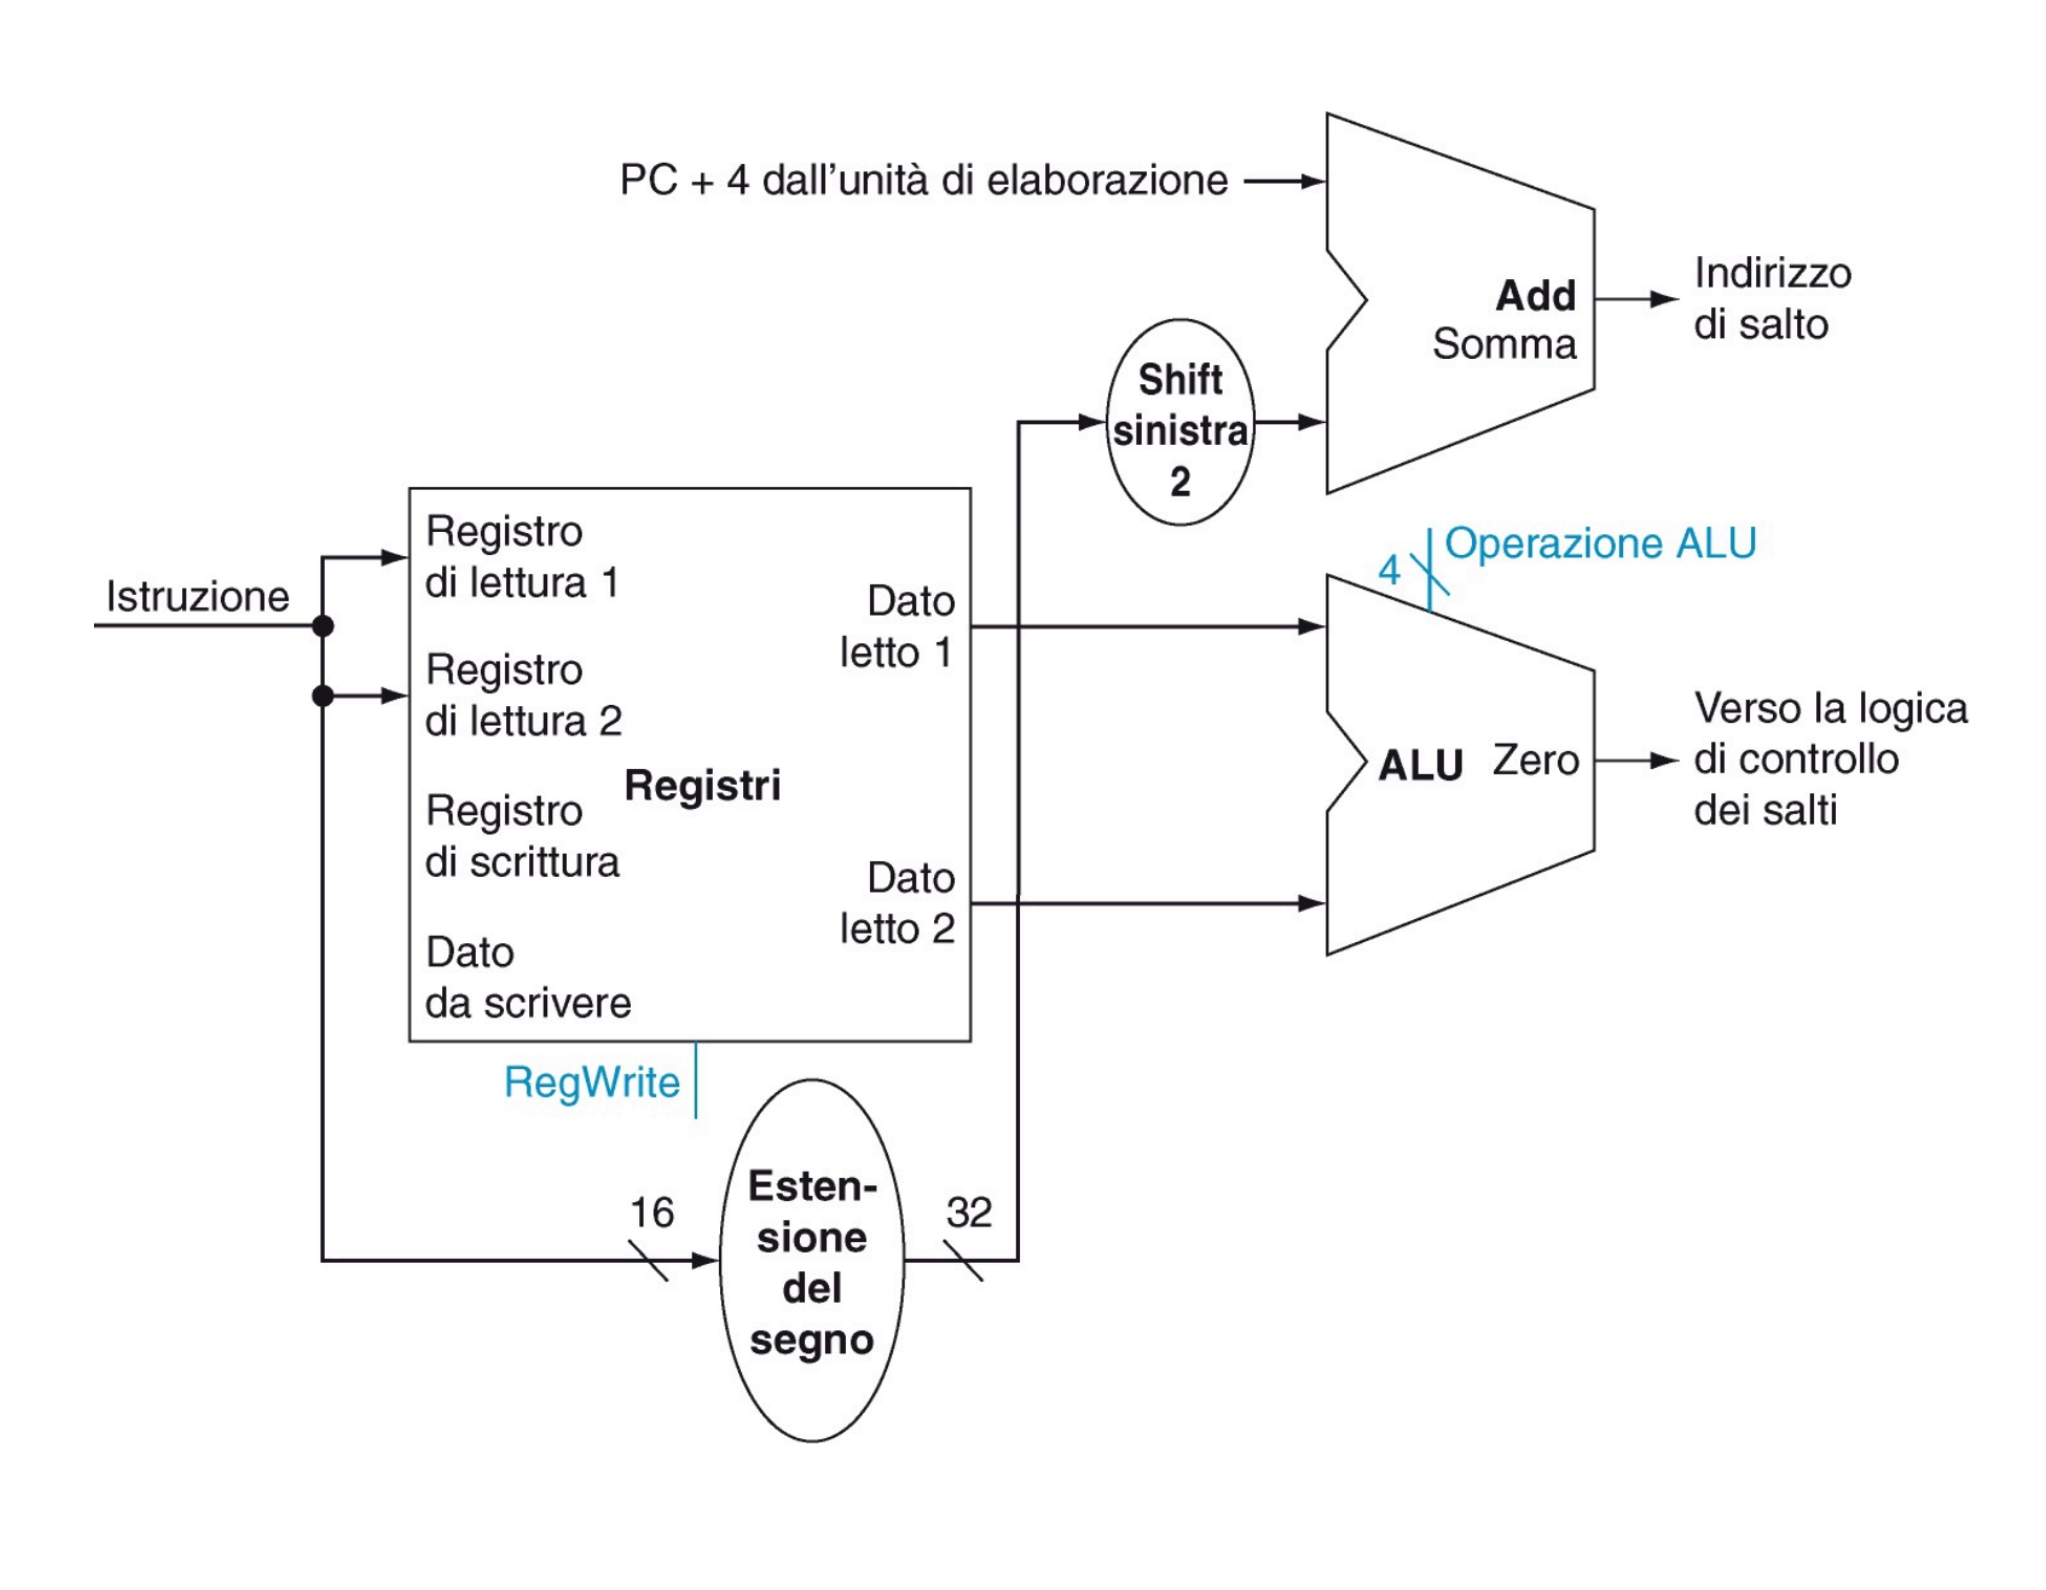 PC + 4 dall'unità di elaborazione
Add
Somma
Indirizzo
di salto
Shift
sinistra
2
Istruzione
Registro
di lettura 1
Registro
di lettura 2
Registri
Registro
di scrittura
Dato
da scrivere
Dato
letto 1
Dato
letto 2
RegWrite
4
Operazione ALU
ALU Zero
Verso la logica
di controllo
dei salti
16
Esten-
sione
del
segno
32